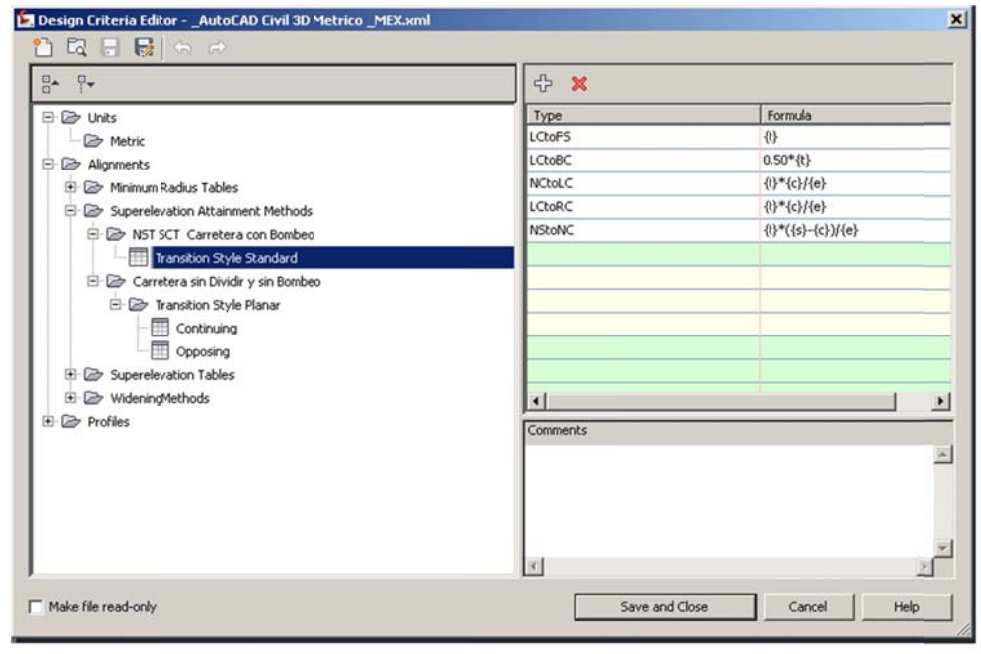 Design Criteria Editor - _AutoCAD Civil 3D Metrico _MEX.xml
Units
Metric
Alignments
Minimum Radius Tables
Superelevation Attainment Methods
NST SCT Carretera con Bombeo
Transition Style Standard
Carretera sin Dividir y sin Bombeo
Transition Style Planar
Continuing
Opposing
Superelevation Tables
WideningMethods
Profiles
Type Formula
LCtoFS {l}
LCtoBC 0.50*{t}
NCtoLC {l}*{c}/{e}
LCtoRC {l}*{c}/{e}
NStoNC {l}*({s}-{c})/{e}
Comments
Make file read-only
Save and Close Cancel Help